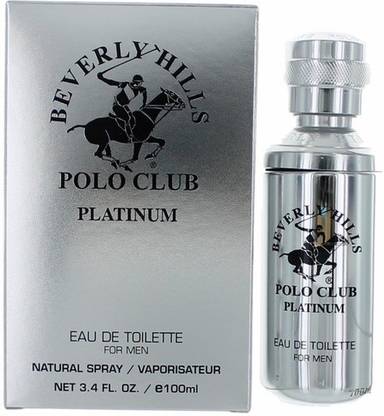 BEVERLY HILLS
®
POLO CLUB
PLATINUM
EAU DE TOILETTE
FOR MEN
NATURAL SPRAY / VAPORISATEUR
NET 3.4 FL. OZ. / ℮100ml
BEVERLY HILLS
POLO CLUB
PLATINUM
EAU DE TOILETTE
FOR MEN